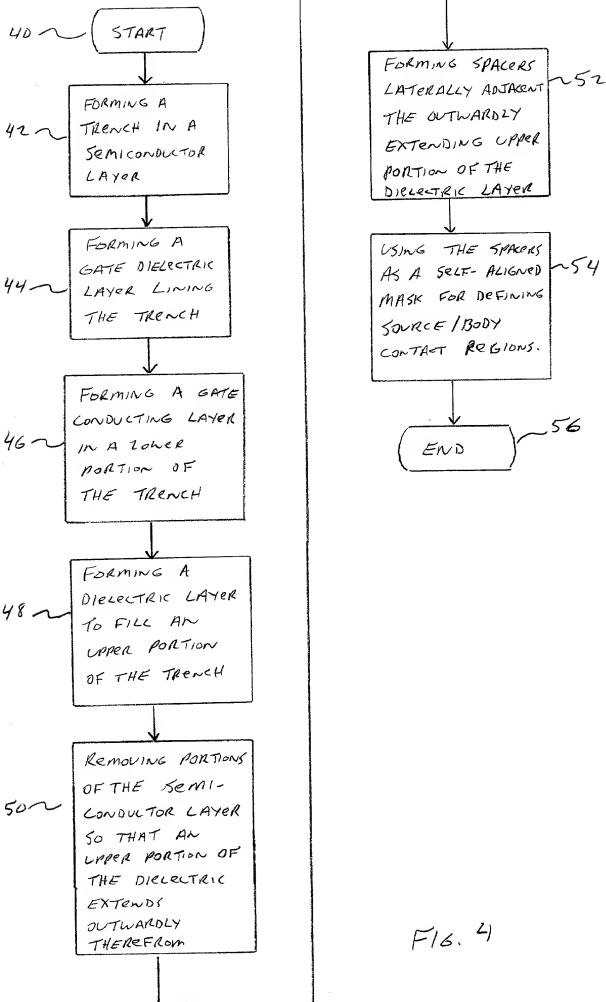 40
START
42
FORMING A
TRENCH IN A
SEMICONDUCTOR
LAYER
44
FORMING A
GATE DIELECTRIC
LAYER LINING
THE TRENCH
46
FORMING A GATE
CONDUCTING LAYER
IN A LOWER
PORTION OF
THE TRENCH
48
FORMING A
DIELECTRIC LAYER
TO FILL AN
UPPER PORTION
OF THE TRENCH
50
REMOVING PORTIONS
OF THE SEMI-
CONDUCTOR LAYER
SO THAT AN
UPPER PORTION OF
THE DIELECTRIC
EXTENDS
OUTWARDLY
THEREFROM
52
FORMING SPACERS
LATERALLY ADJACENT
THE OUTWARDLY
EXTENDING UPPER
PORTION OF THE
DIELECTRIC LAYER
54
USING THE SPACERS
AS A SELF-ALIGNED
MASK FOR DEFINING
SOURCE/BODY
CONTACT REGIONS.
56
END
FIG. 4